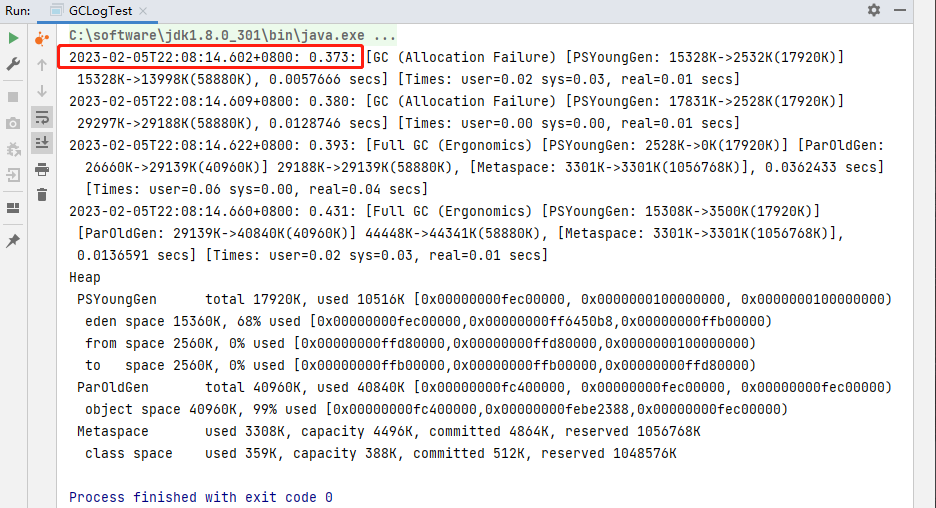 Run: GCLogTest
C:\software\jdk1.8.0_301\bin\java.exe ...
2023-02-05T22:08:14.602+0800: 0.373: [GC (Allocation Failure) [PSYoungGen: 15328K->2532K(17920K)]
15328K->13998K(58880K), 0.0057666 secs] [Times: user=0.02 sys=0.03, real=0.01 secs]
2023-02-05T22:08:14.609+0800: 0.380: [GC (Allocation Failure) [PSYoungGen: 17831K->2528K(17920K)]
29297K->29188K(58880K), 0.0128746 secs] [Times: user=0.00 sys=0.00, real=0.01 secs]
2023-02-05T22:08:14.622+0800: 0.393: [Full GC (Ergonomics) [PSYoungGen: 2528K->0K(17920K)] [ParOldGen:
26660K->29139K(40960K)] 29188K->29139K(58880K), [Metaspace: 3301K->3301K(1056768K)], 0.0362433 secs]
[Times: user=0.06 sys=0.00, real=0.04 secs]
2023-02-05T22:08:14.660+0800: 0.431: [Full GC (Ergonomics) [PSYoungGen: 15308K->3500K(17920K)]
[ParOldGen: 29139K->40840K(40960K)] 44448K->44341K(58880K), [Metaspace: 3301K->3301K(1056768K)],
0.0136591 secs] [Times: user=0.02 sys=0.03, real=0.01 secs]
Heap
PSYoungGen total 17920K, used 10516K [0x00000000fec00000, 0x0000000100000000, 0x0000000100000000)
eden space 15360K, 68% used [0x00000000fec00000,0x00000000ff6450b8,0x00000000ffb00000)
from space 2560K, 0% used [0x00000000ffd80000,0x00000000ffd80000,0x0000000100000000)
to space 2560K, 0% used [0x00000000ffb00000,0x00000000ffb00000,0x00000000ffd80000)
ParOldGen total 40960K, used 40840K [0x00000000fc400000, 0x00000000fec00000, 0x00000000fec00000)
object space 40960K, 99% used [0x00000000fc400000,0x00000000febe2388,0x00000000fec00000)
Metaspace used 3308K, capacity 4496K, committed 4864K, reserved 1056768K
class space used 359K, capacity 388K, committed 512K, reserved 1048576K
Process finished with exit code 0